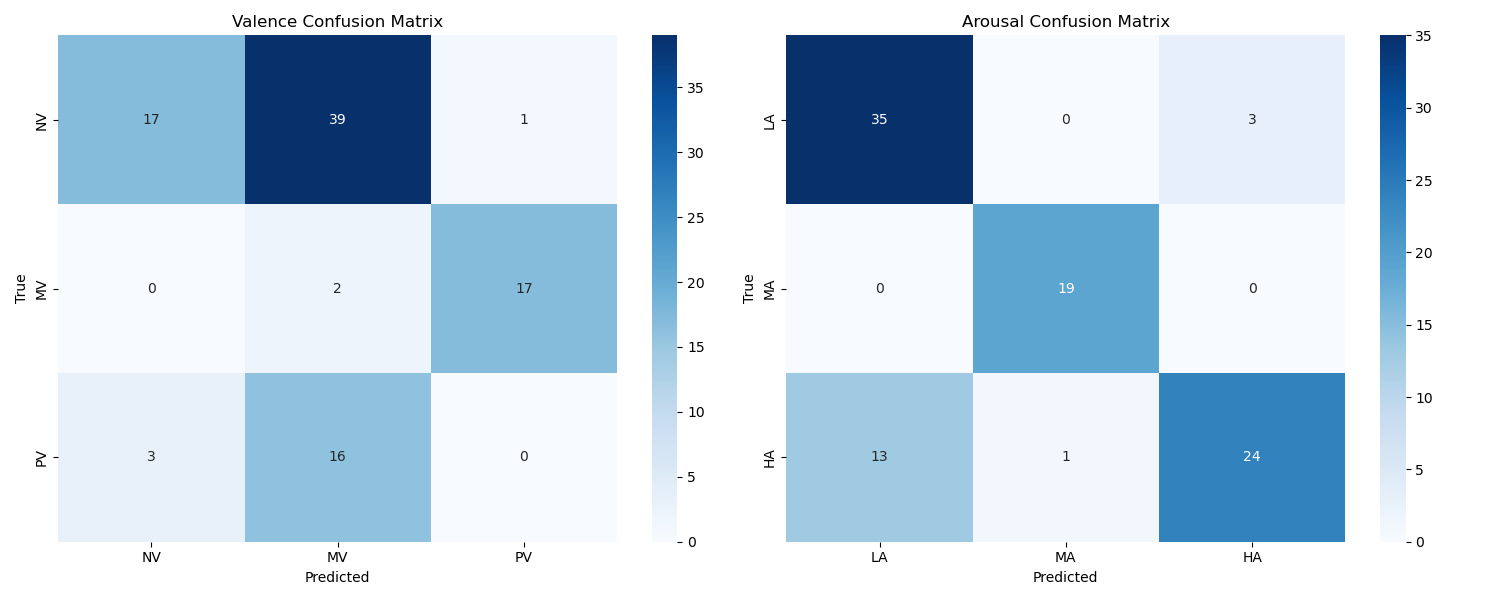 Valence Confusion Matrix
NV 17 39 1
MV 0 2 17
PV 3 16 0
True
NV MV PV
Predicted
35
30
25
20
15
10
5
0
Arousal Confusion Matrix
LA 35 0 3
MA 0 19 0
HA 13 1 24
True
LA MA HA
Predicted
35
30
25
20
15
10
5
0